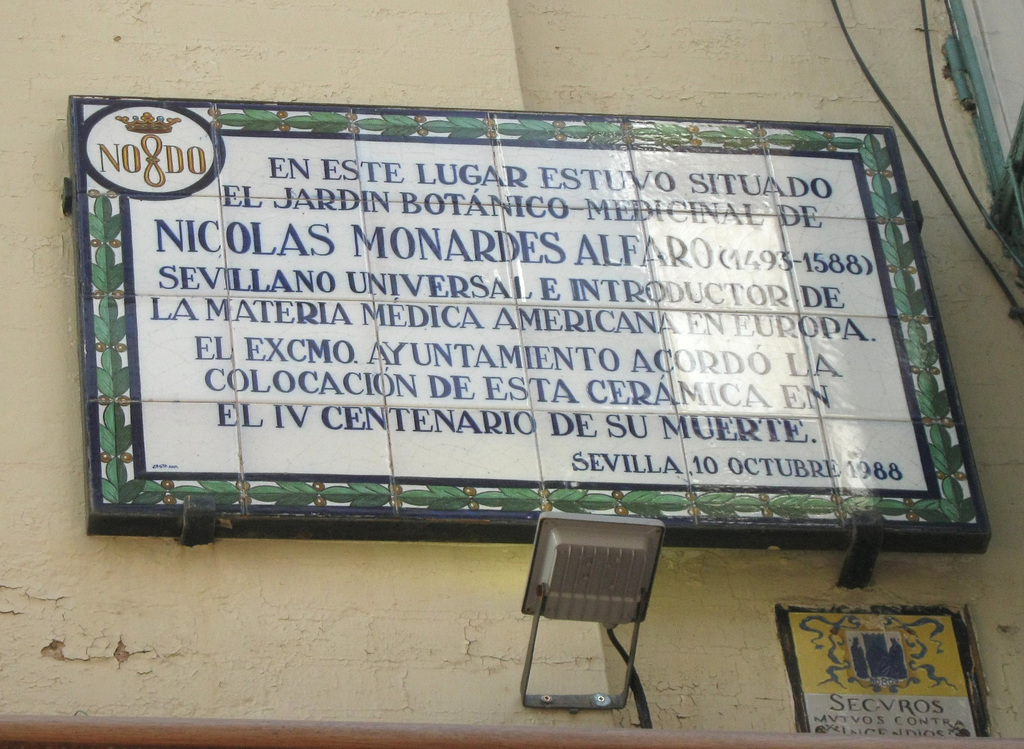 NO8DO
EN ESTE LUGAR ESTUVO SITUADO
EL JARDIN BOTÁNICO MEDICINAL DE
NICOLAS MONARDES ALFARO (1493-1588)
SEVILLANO UNIVERSAL E INTRODUCTOR DE
LA MATERIA MÉDICA AMERICANA EN EUROPA.
EL EXCMO. AYUNTAMIENTO ACORDÓ LA
COLOCACIÓN DE ESTA CERÁMICA EN
EL IV CENTENARIO DE SU MUERTE.
SEVILLA, 10 OCTUBRE 1988
SEGVROS
MVTVOS CONTRA
INCENDIOS